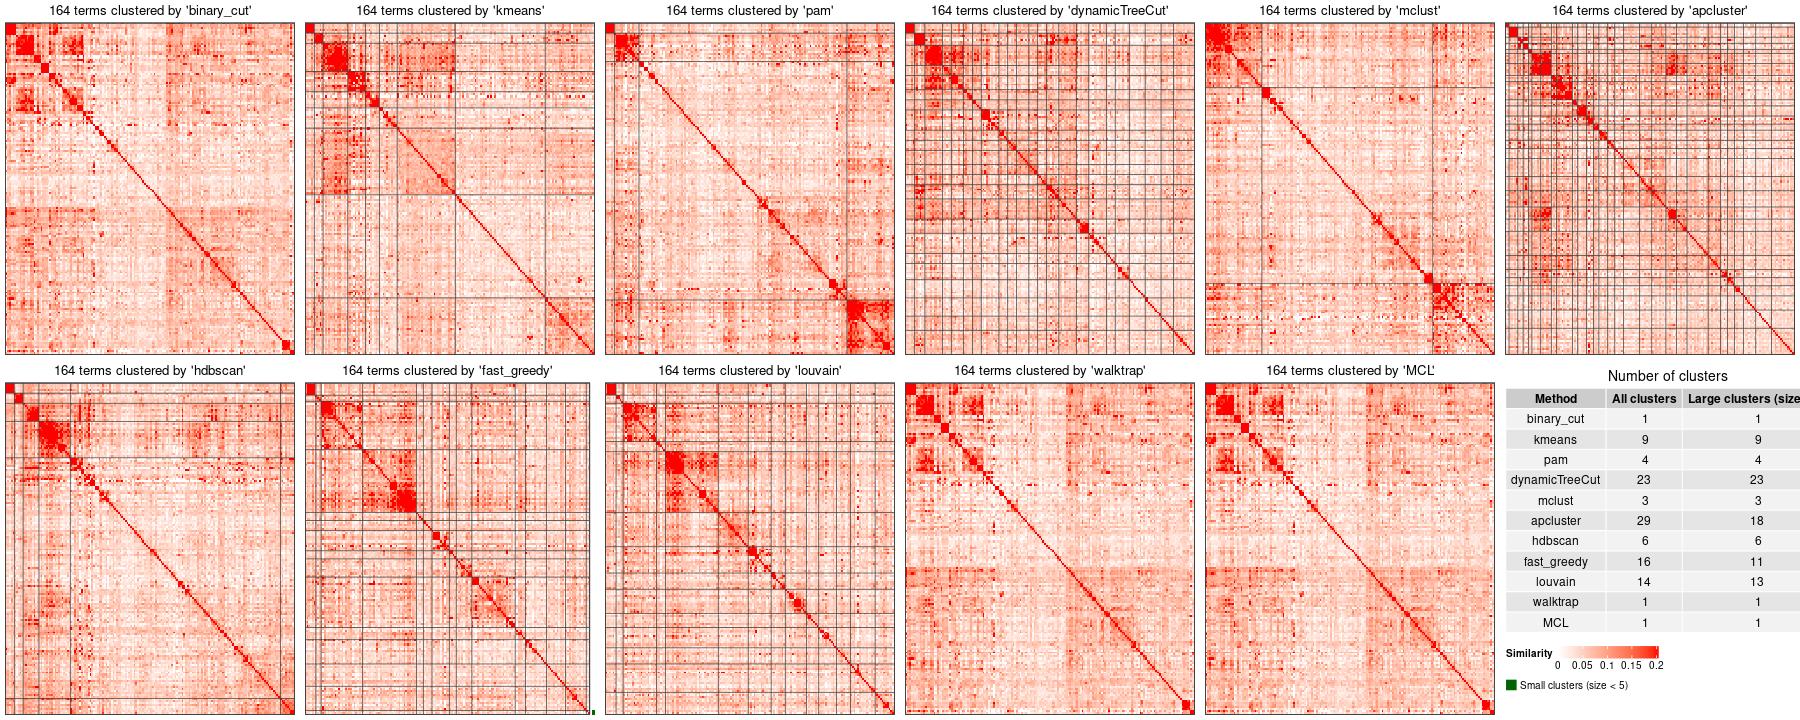 164 terms clustered by 'binary_cut'
164 terms clustered by 'kmeans'
164 terms clustered by 'pam'
164 terms clustered by 'dynamicTreeCut'
164 terms clustered by 'mclust'
164 terms clustered by 'apcluster'
164 terms clustered by 'hdbscan'
164 terms clustered by 'fast_greedy'
164 terms clustered by 'louvain'
164 terms clustered by 'walktrap'
164 terms clustered by 'MCL'
Number of clusters
Method All clusters Large clusters (size
binary_cut 1 1
kmeans 9 9
pam 4 4
dynamicTreeCut 23 23
mclust 3 3
apcluster 29 18
hdbscan 6 6
fast_greedy 16 11
louvain 14 13
walktrap 1 1
MCL 1 1
Similarity
0 0.05 0.1 0.15 0.2
Small clusters (size < 5)